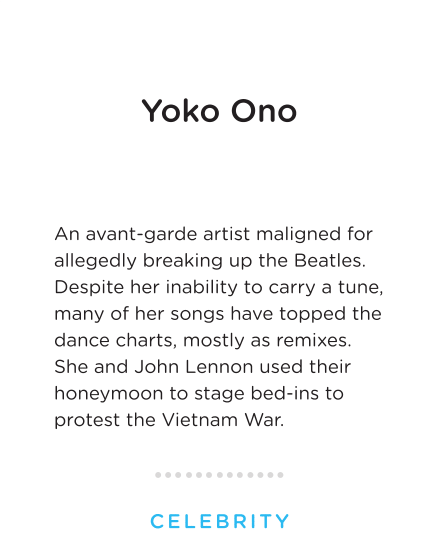 Yoko Ono
An avant-garde artist maligned for
allegedly breaking up the Beatles.
Despite her inability to carry a tune,
many of her songs have topped the
dance charts, mostly as remixes.
She and John Lennon used their
honeymoon to stage bed-ins to
protest the Vietnam War.
CELEBRITY